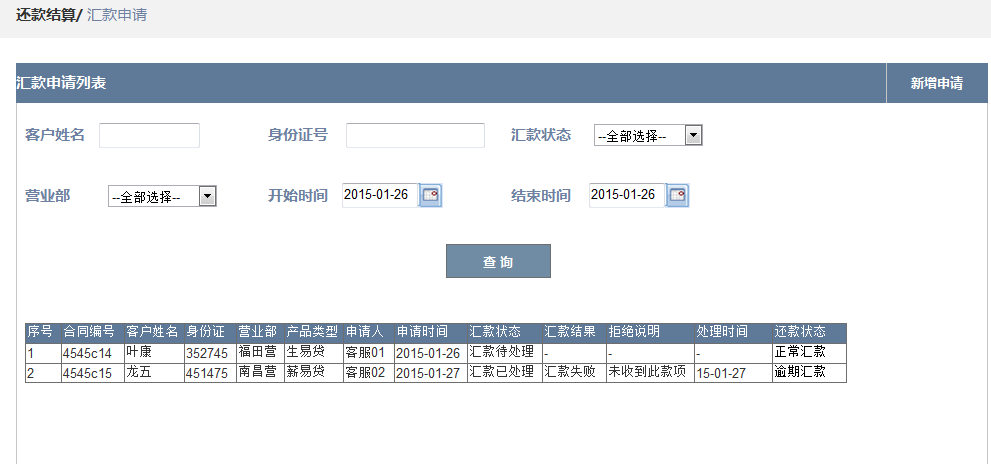 还款结算/ 汇款申请
汇款申请列表 新增申请
客户姓名 身份证号 汇款状态 --全部选择--
营业部 --全部选择-- 开始时间 2015-01-26 结束时间 2015-01-26
查 询
序号 合同编号 客户姓名 身份证 营业部 产品类型 申请人 申请时间 汇款状态 汇款结果 拒绝说明 处理时间 还款状态
1 4545c14 叶康 352745 福田营 生易贷 客服01 2015-01-26 汇款待处理 - - - 正常汇款
2 4545c15 龙五 451475 南昌营 薪易贷 客服02 2015-01-27 汇款已处理 汇款失败 未收到此款项 15-01-27 逾期汇款